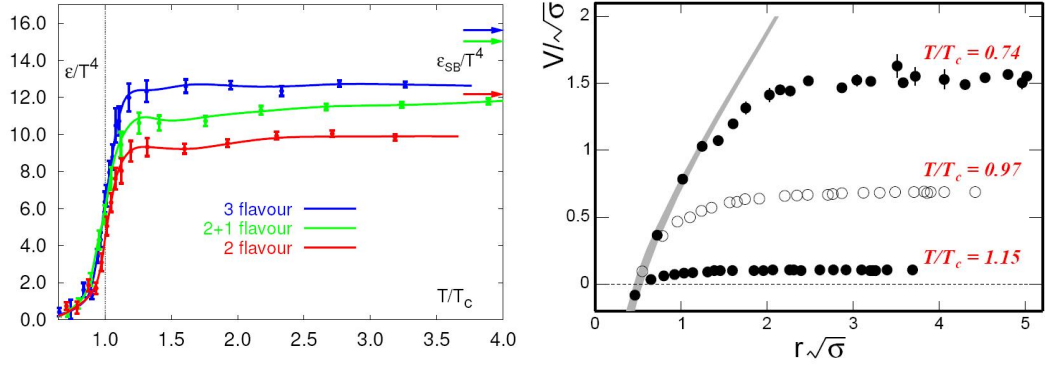 16.0
14.0
12.0
10.0
8.0
6.0
4.0
2.0
0.0
ε/T⁴
ε_SB/T⁴
3 flavour
2+1 flavour
2 flavour
T/T_C
1.0 1.5 2.0 2.5 3.0 3.5 4.0
V/√σ
2
1.5
1
0.5
0
T/T_c = 0.74
T/T_c = 0.97
T/T_c = 1.15
0 1 2 3 4 5
r√σ